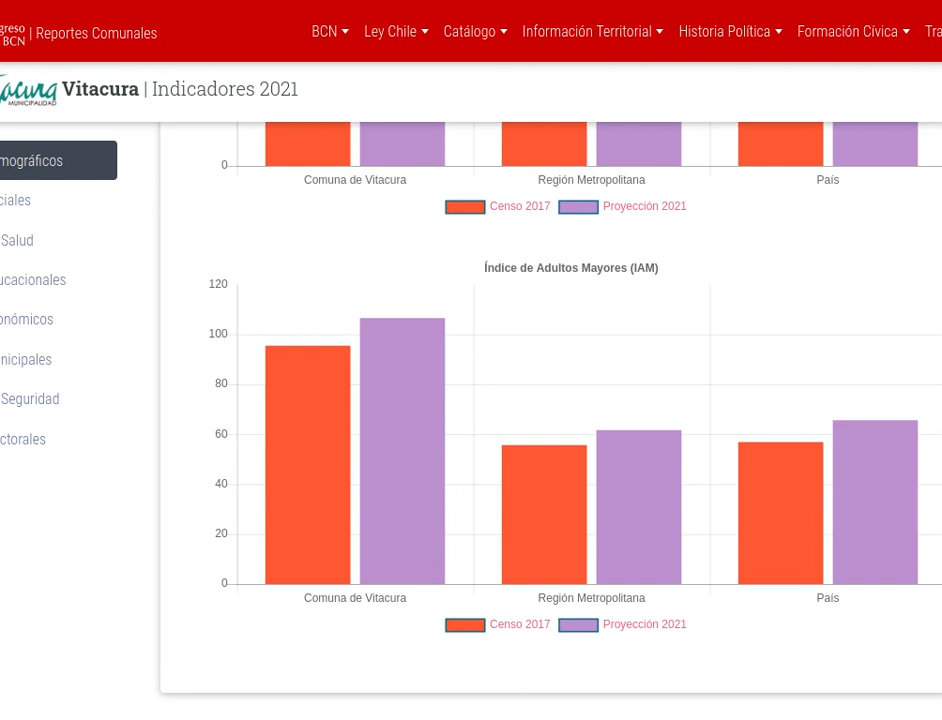 BCN | Reportes Comunales
BCN Ley Chile Catálogo Información Territorial Historia Política Formación Cívica
MUNICIPALIDAD
Vitacura | Indicadores 2021
mográficos
ciales
Salud
ucacionales
onómicos
nicipales
Seguridad
ctorales
0
Comuna de Vitacura Región Metropolitana País
Censo 2017 Proyección 2021
Índice de Adultos Mayores (IAM)
120
100
80
60
40
20
0
Comuna de Vitacura Región Metropolitana País
Censo 2017 Proyección 2021